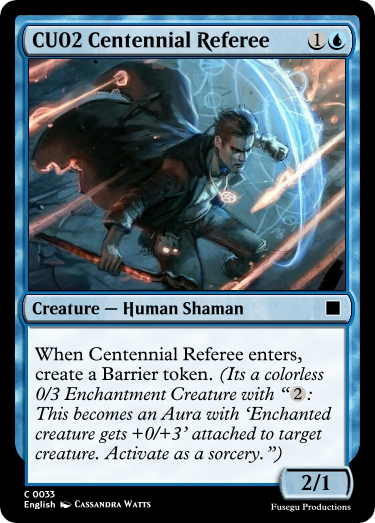 CU02 Centennial Referee 1
Creature — Human Shaman
When Centennial Referee enters,
create a Barrier token. (Its a colorless
0/3 Enchantment Creature with “2:
This becomes an Aura with ‘Enchanted
creature gets +0/+3’ attached to target
creature. Activate as a sorcery.”)
2/1
C 0033
English Cassandra Watts
Fusegu Productions